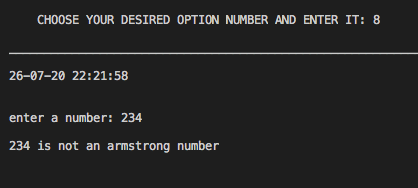 CHOOSE YOUR DESIRED OPTION NUMBER AND ENTER IT: 8
26-07-20 22:21:58
enter a number: 234
234 is not an armstrong number